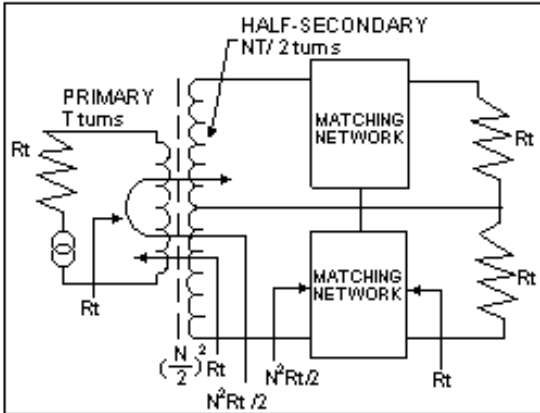 HALF-SECONDARY
NT/2 turns
PRIMARY
T turns
Rt
MATCHING
NETWORK
Rt
MATCHING
NETWORK
Rt
Rt
(N/2)² Rt
N²Rt/2
N²Rt/2
Rt